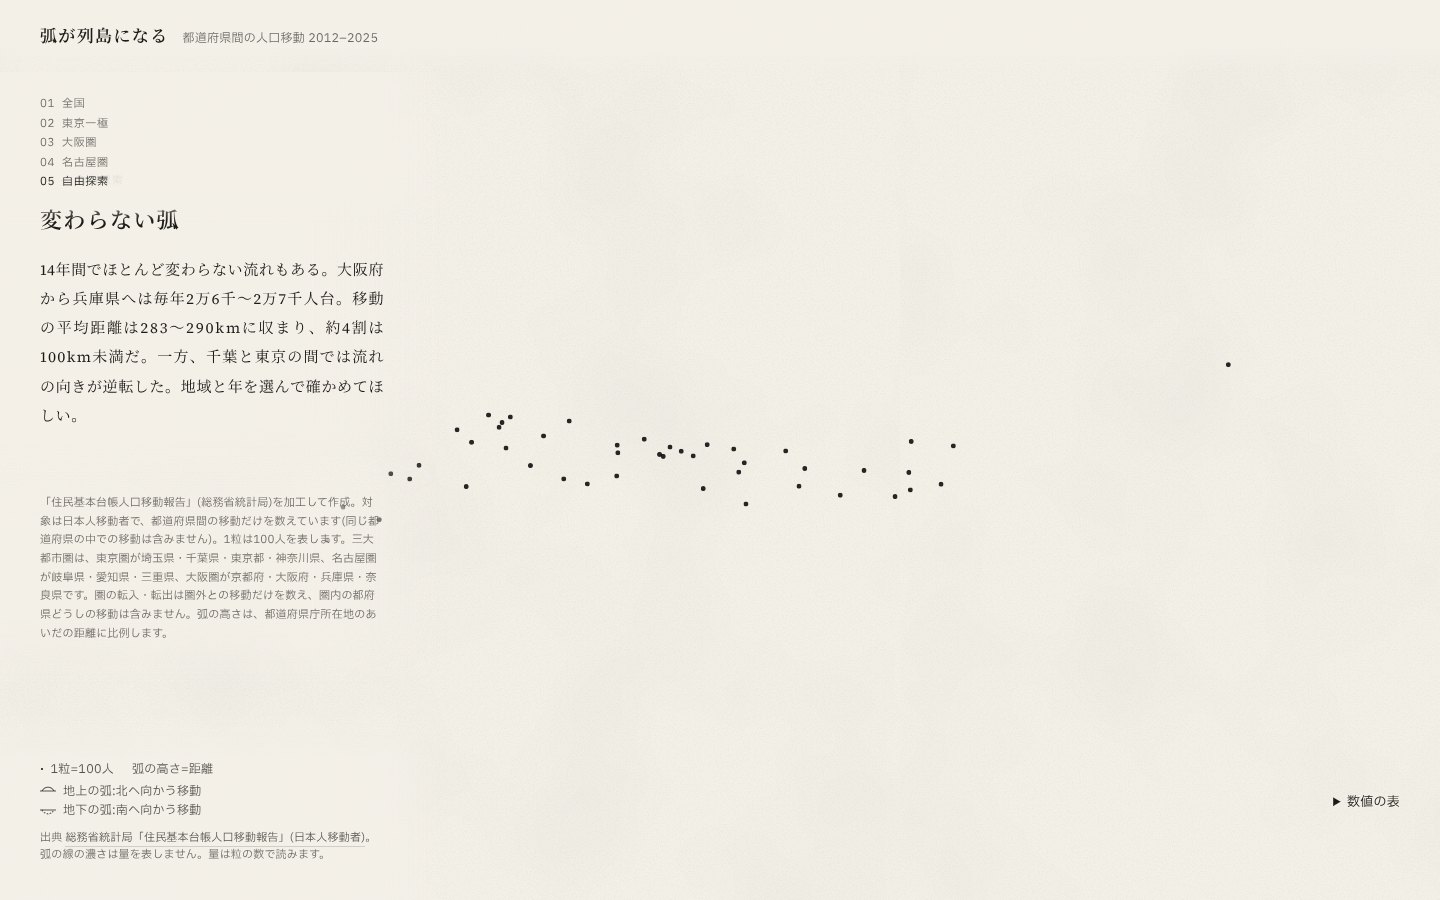 弧が列島になる 都道府県間の人口移動 2012–2025
01 全国
02 東京一極
03 大阪圏
04 名古屋圏
05 自由探索
変わらない弧
14年間でほとんど変わらない流れもある。大阪府
から兵庫県へは毎年2万6千〜2万7千人台。移動
の平均距離は283〜290kmに収まり、約4割は
100km未満だ。一方、千葉と東京の間では流れ
の向きが逆転した。地域と年を選んで確かめてほ
しい。
「住民基本台帳人口移動報告」(総務省統計局)を加工して作成。対
象は日本人移動者で、都道府県間の移動だけを数えています(同じ都
道府県の中での移動は含みません)。1粒は100人を表します。三大
都市圏は、東京圏が埼玉県・千葉県・東京都・神奈川県、名古屋圏
が岐阜県・愛知県・三重県、大阪圏が京都府・大阪府・兵庫県・奈
良県です。圏の転入・転出は圏外との移動だけを数え、圏内の都府
県どうしの移動は含みません。弧の高さは、都道府県庁所在地のあ
いだの距離に比例します。
・1粒=100人 弧の高さ=距離
地上の弧:北へ向かう移動
地下の弧:南へ向かう移動
▶ 数値の表
出典 総務省統計局「住民基本台帳人口移動報告」(日本人移動者)。
弧の線の濃さは量を表しません。量は粒の数で読みます。